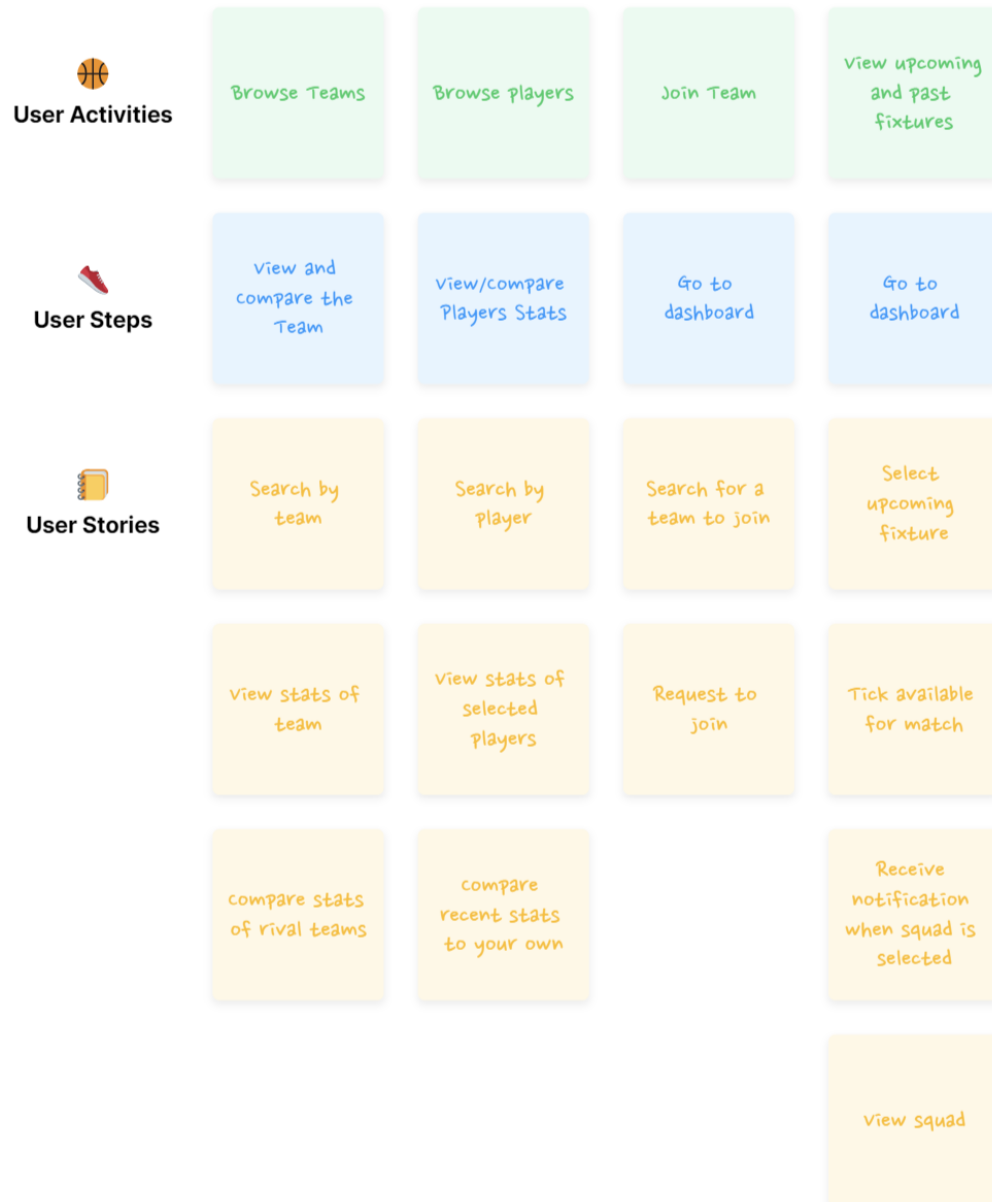 User Activities
Browse Teams
Browse players
Join Team
View upcoming
and past
fixtures
User Steps
View and
compare the
Team
View/compare
Players Stats
Go to
dashboard
Go to
dashboard
User Stories
Search by
team
Search by
player
Search for a
team to join
Select
upcoming
fixture
View stats of
team
View stats of
selected
players
Request to
join
Tick available
for match
compare stats
of rival teams
compare
recent stats
to your own
Receive
notification
when squad is
selected
View squad